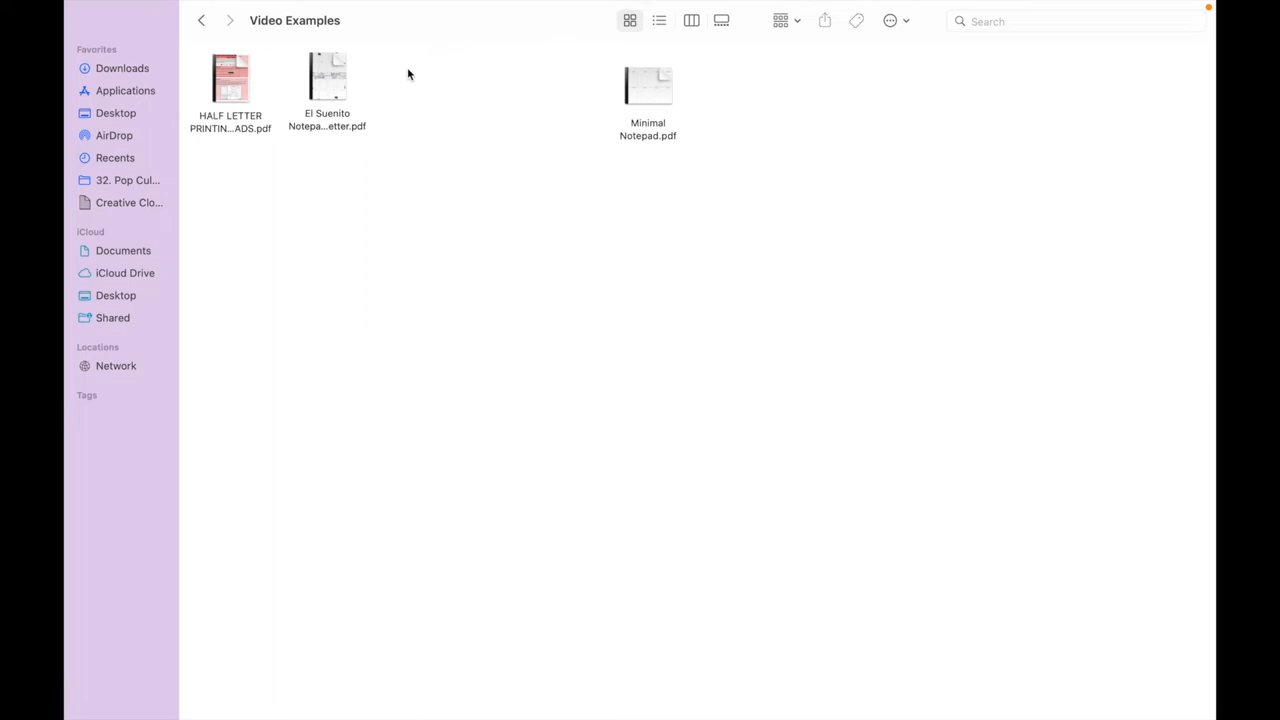 Video Examples
Search
Favorites
Downloads
Applications
Desktop
AirDrop
Recents
32. Pop Cul...
Creative Clo...
iCloud
Documents
iCloud Drive
Desktop
Shared
Locations
Network
Tags
HALF LETTER
PRINTIN...ADS.pdf
El Suenito
Notepa...etter.pdf
Minimal
Notepad.pdf